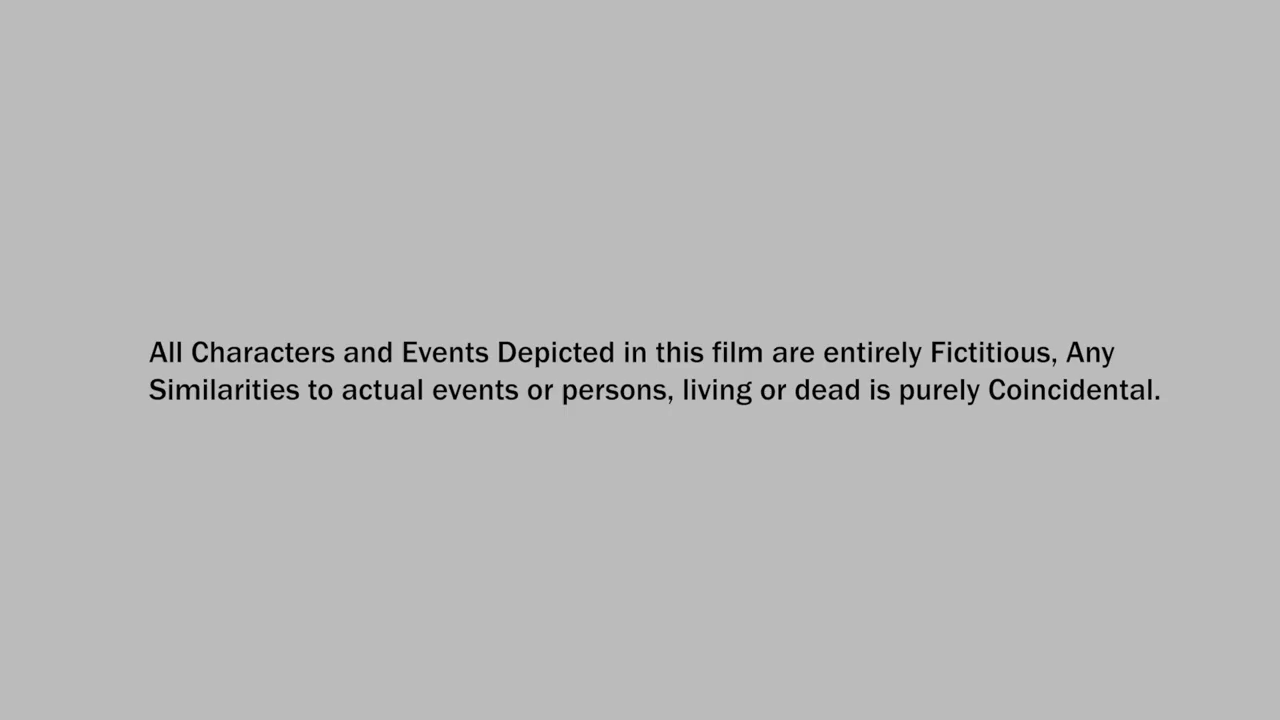 All Characters and Events Depicted in this film are entirely Fictitious, Any
Similarities to actual events or persons, living or dead is purely Coincidental.